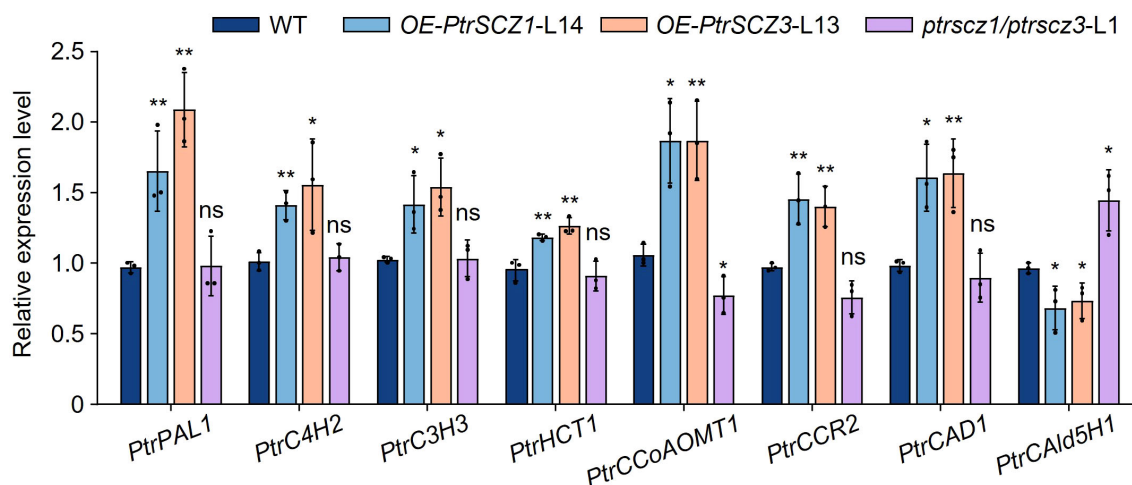 WT OE-PtrSCZ1-L14 OE-PtrSCZ3-L13 ptrscz1/ptrscz3-L1
Relative expression level
2.5
2.0
1.5
1.0
0.5
0
** ** ns
** * ns
* * ns
** ** ns
* ** *
** ** ns
* ** ns
* * *
PtrPAL1 PtrC4H2 PtrC3H3 PtrHCT1 PtrCCoAOMT1 PtrCCR2 PtrCAD1 PtrCAld5H1